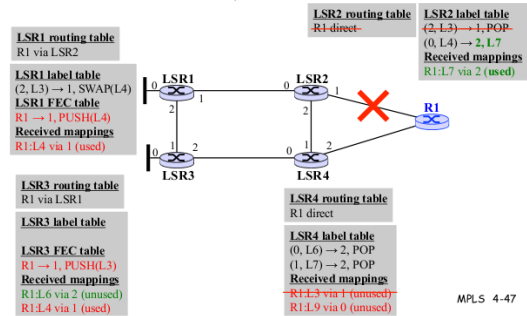 LSR2 routing table
R1 direct
LSR2 label table
(2, L3) → 1, POP
(0, L4) → 2, L7
Received mappings
R1:L7 via 2 (used)
LSR1 routing table
R1 via LSR2
LSR1 label table
(2, L3) → 1, SWAP(L4)
LSR1 FEC table
R1 → 1, PUSH(L4)
Received mappings
R1:L4 via 1 (used)
LSR1
0
1
2
LSR2
0
1
2
R1
LSR3
0
1
2
LSR4
0
1
2
LSR3 routing table
R1 via LSR1
LSR3 label table
LSR3 FEC table
R1 → 1, PUSH(L3)
Received mappings
R1:L6 via 2 (unused)
R1:L4 via 1 (used)
LSR4 routing table
R1 direct
LSR4 label table
(0, L6) → 2, POP
(1, L7) → 2, POP
Received mappings
R1:L3 via 1 (unused)
R1:L9 via 0 (unused)
MPLS 4-47